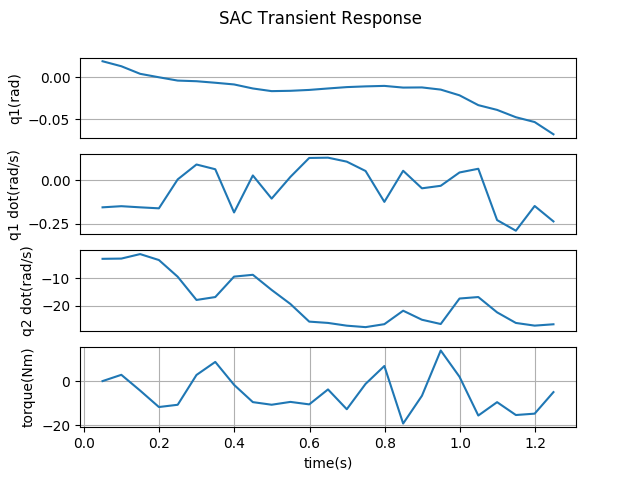 SAC Transient Response
q1(rad)
0.00
−0.05
q1 dot(rad/s)
0.00
−0.25
q2 dot(rad/s)
−10
−20
torque(Nm)
0
−20
0.0 0.2 0.4 0.6 0.8 1.0 1.2
time(s)